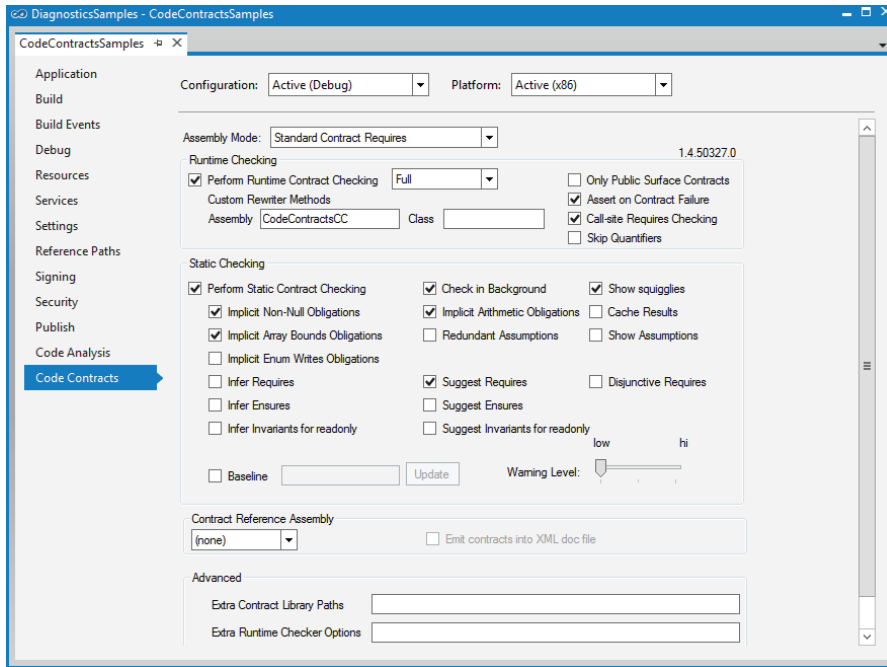 DiagnosticsSamples - CodeContractsSamples
CodeContractsSamples
Application
Build
Build Events
Debug
Resources
Services
Settings
Reference Paths
Signing
Security
Publish
Code Analysis
Code Contracts
Configuration: Active (Debug) Platform: Active (x86)
Assembly Mode: Standard Contract Requires
1.4.50327.0
Runtime Checking
Perform Runtime Contract Checking Full Only Public Surface Contracts
Custom Rewriter Methods Assert on Contract Failure
Assembly CodeContractsCC Class Call-site Requires Checking
Skip Quantifiers
Static Checking
Perform Static Contract Checking Check in Background Show squigglies
Implicit Non-Null Obligations Implicit Arithmetic Obligations Cache Results
Implicit Array Bounds Obligations Redundant Assumptions Show Assumptions
Implicit Enum Writes Obligations
Infer Requires Suggest Requires Disjunctive Requires
Infer Ensures Suggest Ensures
Infer Invariants for readonly Suggest Invariants for readonly
low hi
Baseline Update Warning Level:
Contract Reference Assembly
(none) Emit contracts into XML doc file
Advanced
Extra Contract Library Paths
Extra Runtime Checker Options